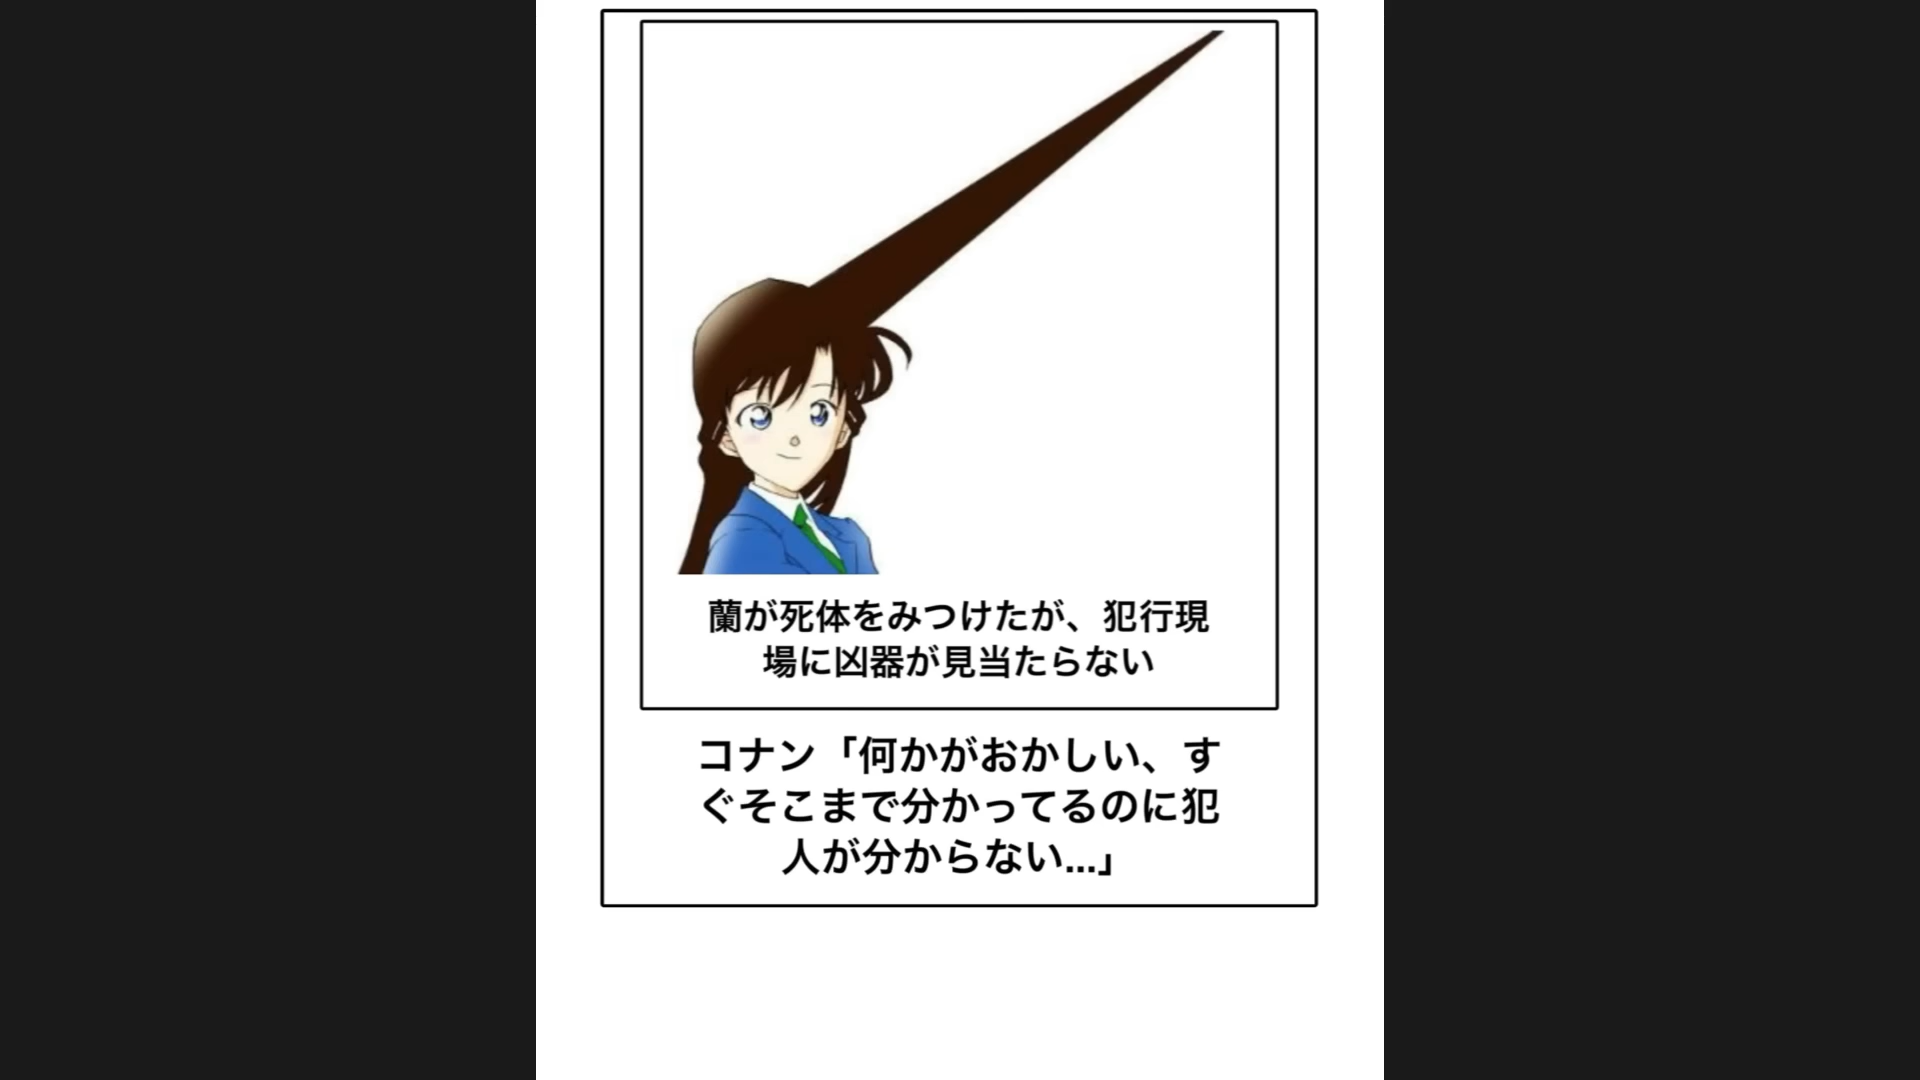 蘭が死体をみつけたが、犯行現
場に凶器が見当たらない
コナン「何かがおかしい、す
ぐそこまで分かってるのに犯
人が分からない...」